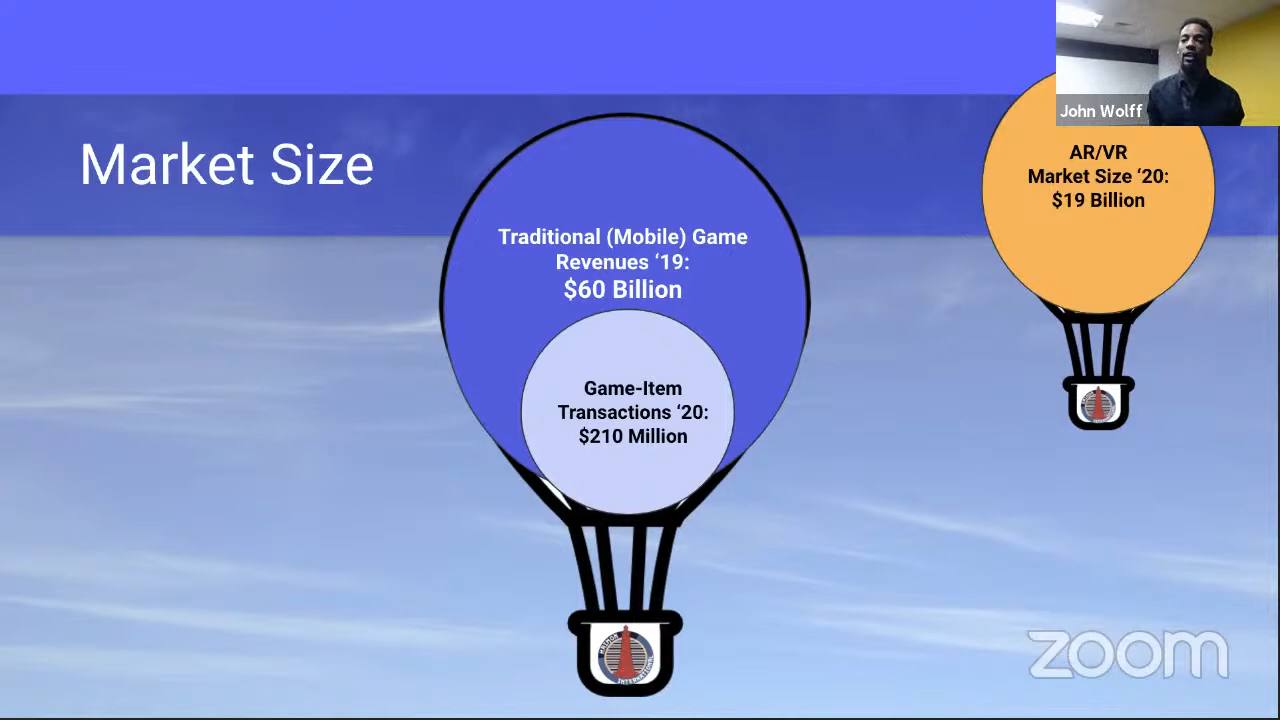 John Wolff
Market Size
AR/VR
Market Size ‘20:
$19 Billion
Traditional (Mobile) Game
Revenues ‘19:
$60 Billion
Game-Item
Transactions ‘20:
$210 Million
zoom